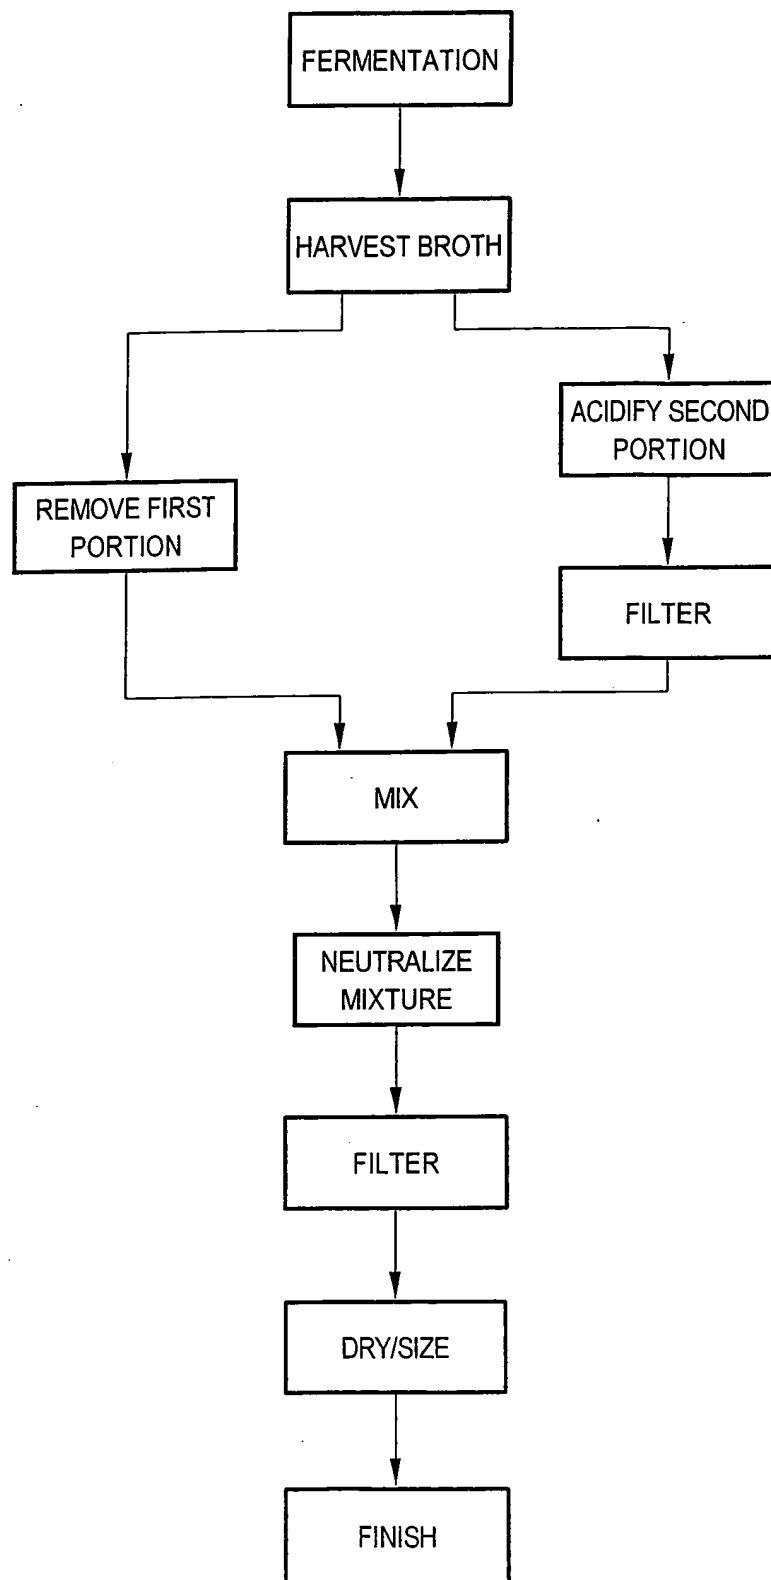 FERMENTATION
HARVEST BROTH
ACIDIFY SECOND
PORTION
REMOVE FIRST
PORTION
FILTER
MIX
NEUTRALIZE
MIXTURE
FILTER
DRY/SIZE
FINISH